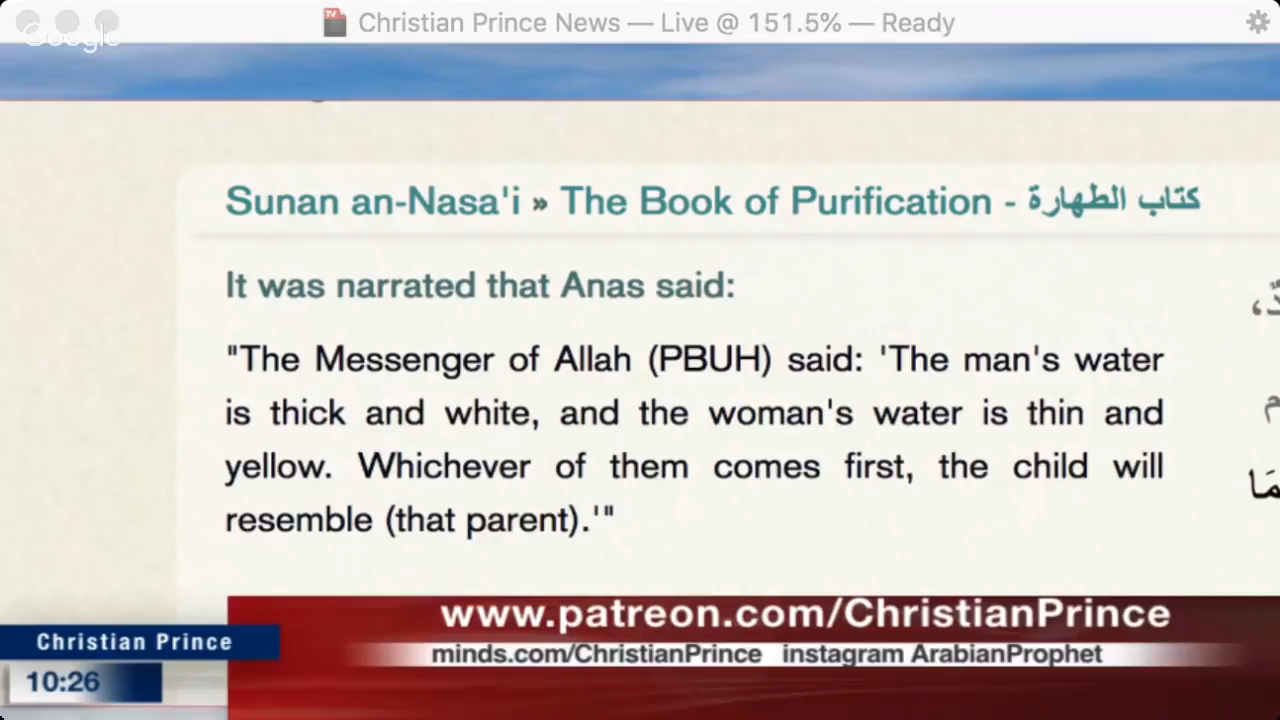 Christian Prince News — Live @ 151.5% — Ready
Google
Sunan an-Nasa'i » The Book of Purification - كتاب الطهارة
It was narrated that Anas said:
"The Messenger of Allah (PBUH) said: 'The man's water
is thick and white, and the woman's water is thin and
yellow. Whichever of them comes first, the child will
resemble (that parent).'"
www.patreon.com/ChristianPrince
Christian Prince
minds.com/ChristianPrince instagram ArabianProphet
10:26